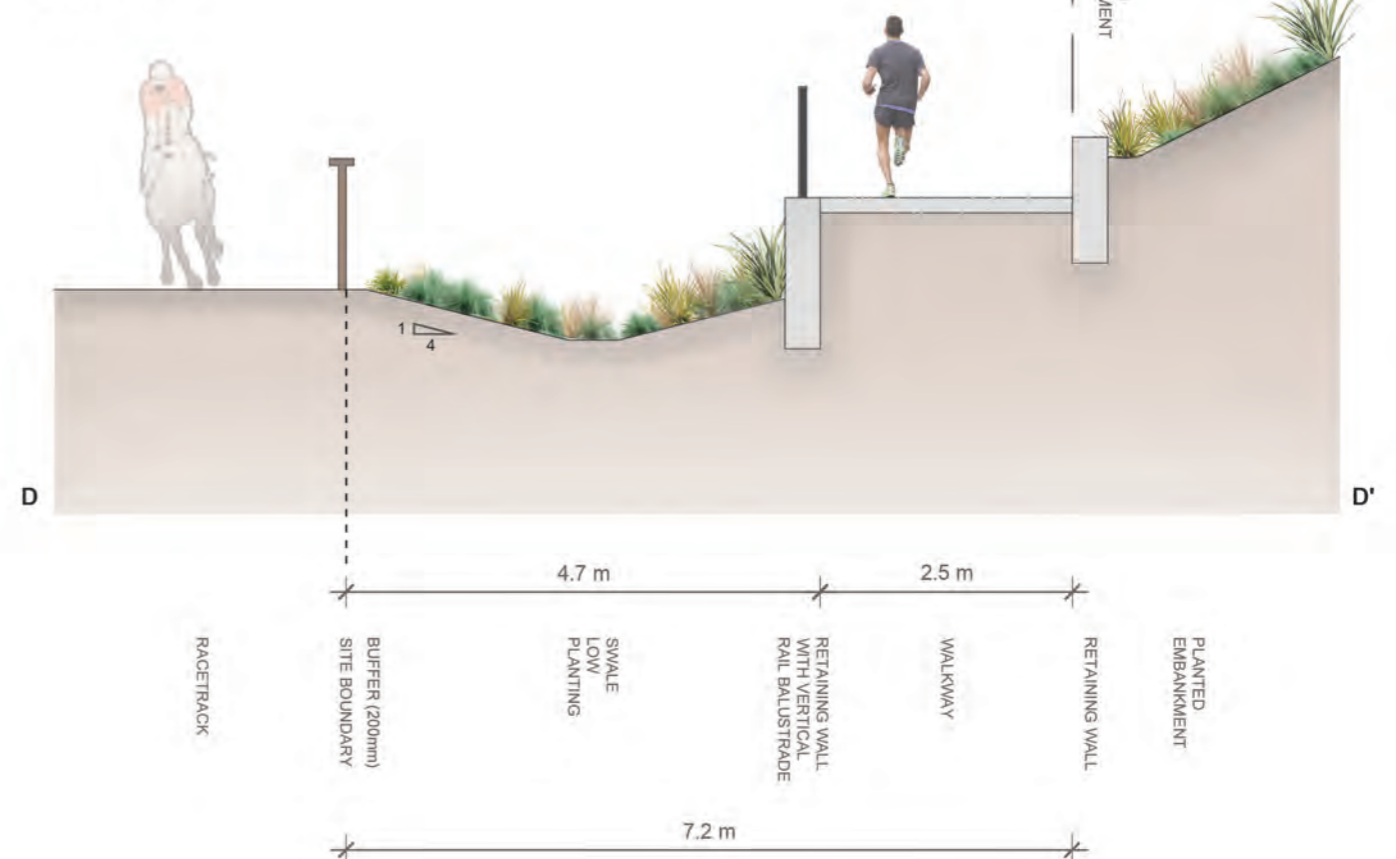 MENT
1
4
D
D'
4.7 m
2.5 m
RACETRACK
BUFFER (200mm)
SITE BOUNDARY
SWALE
LOW
PLANTING
RETAINING WALL
WITH VERTICAL
RAIL BALUSTRADE
WALKWAY
RETAINING WALL
PLANTED
EMBANKMENT
7.2 m